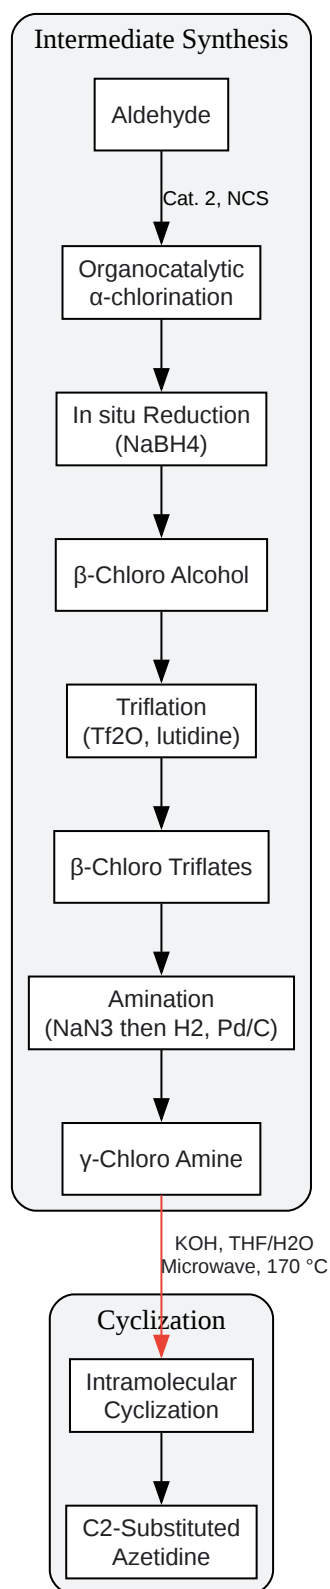 Intermediate Synthesis
Aldehyde
Cat. 2, NCS
Organocatalytic
α-chlorination
In situ Reduction
(NaBH4)
β-Chloro Alcohol
Triflation
(Tf2O, lutidine)
β-Chloro Triflates
Amination
(NaN3 then H2, Pd/C)
γ-Chloro Amine
KOH, THF/H2O
Microwave, 170 °C
Cyclization
Intramolecular
Cyclization
C2-Substituted
Azetidine